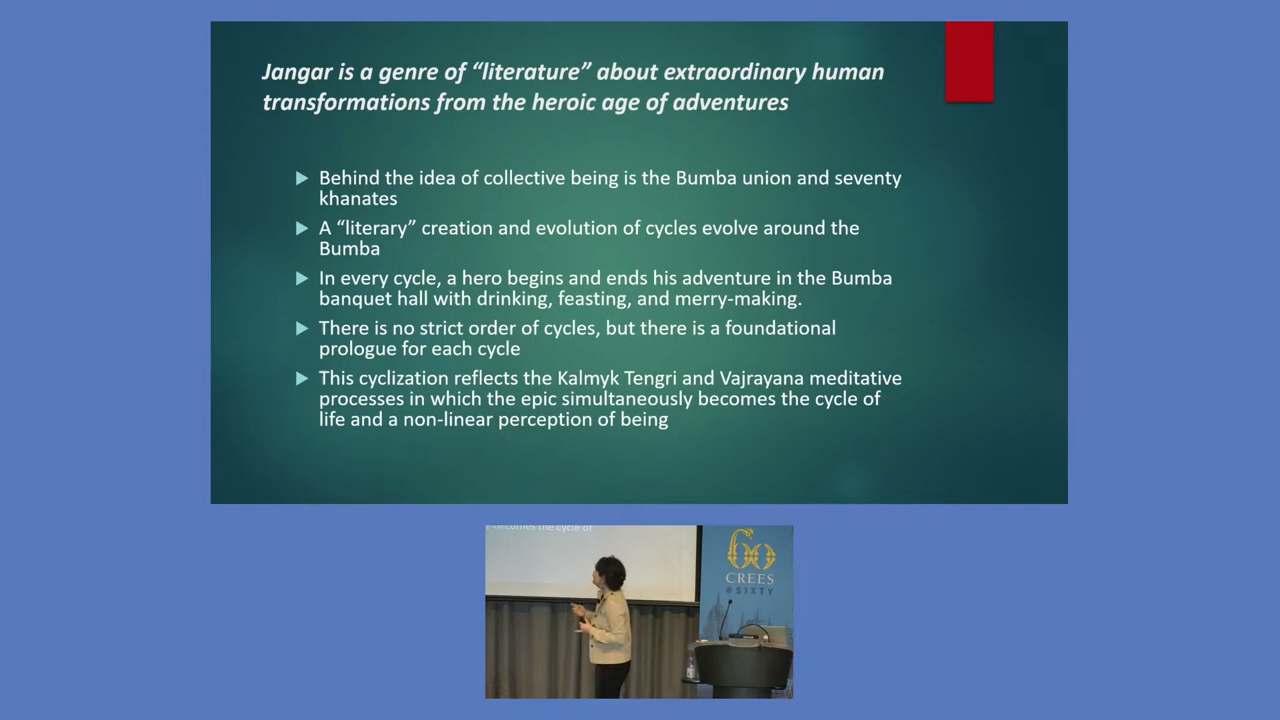 Jangar is a genre of “literature” about extraordinary human
transformations from the heroic age of adventures
Behind the idea of collective being is the Bumba union and seventy
khanates
A “literary” creation and evolution of cycles evolve around the
Bumba
In every cycle, a hero begins and ends his adventure in the Bumba
banquet hall with drinking, feasting, and merry-making.
There is no strict order of cycles, but there is a foundational
prologue for each cycle
This cyclization reflects the Kalmyk Tengri and Vajrayana meditative
processes in which the epic simultaneously becomes the cycle of
life and a non-linear perception of being
becomes the cycle of
60
CREES
@SIXTY